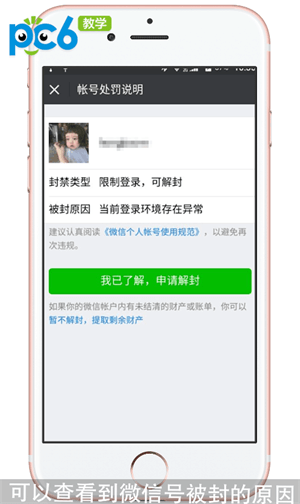 pc6
教学
帐号处罚说明
封禁类型 限制登录，可解封
被封原因 当前登录环境存在异常
建议认真阅读《微信个人帐号使用规范》，以避免再
次违规。
我已了解，申请解封
如果你的微信帐户内有未结清的财产或账单，你可以
暂不解封，提取剩余财产
可以查看到微信号被封的原因